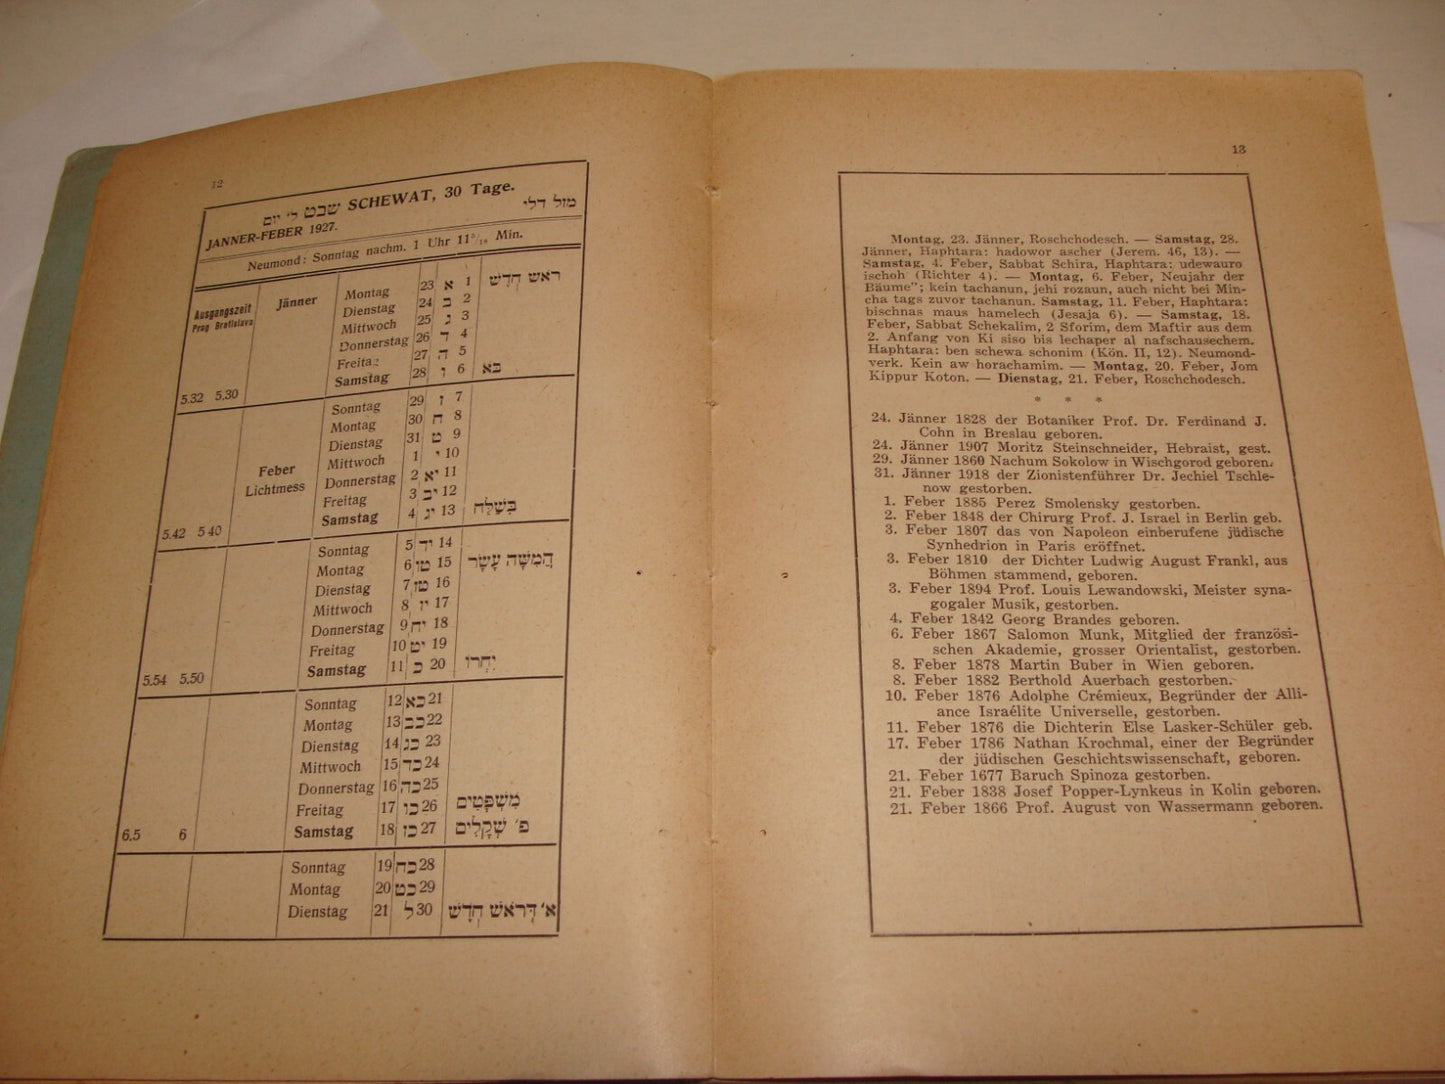 12
שבט ל' יום SCHEWAT, 30 Tage. מזל דלי
JÄNNER-FEBER 1927.
Neumond: Sonntag nachm. 1 Uhr 11 Min.
Ausgangszeit
Prag Bratislava
Jänner
Montag 23 א 1 ראש חֹדֶשׁ
Dienstag 24 ב 2
Mittwoch 25 ג 3
Donnerstag 26 ד 4
Freitag 27 ה 5
Samstag 28 ו 6 בא
5.32 5.30
Sonntag 29 ז 7
Montag 30 ח 8
Dienstag 31 ט 9
Feber
Lichtmess
Mittwoch 1 י 10
Donnerstag 2 יא 11
Freitag 3 יב 12
Samstag 4 יג 13 בשלח
5.42 5 40
Sonntag 5 יד 14
Montag 6 טו 15 חמשה עשר
Dienstag 7 טז 16
Mittwoch 8 יז 17
Donnerstag 9 יח 18
Freitag 10 יט 19
Samstag 11 כ 20 יתרו
5.54 5.50
Sonntag 12 כא 21
Montag 13 כב 22
Dienstag 14 כג 23
Mittwoch 15 כד 24
Donnerstag 16 כה 25
Freitag 17 כו 26 משפטים
Samstag 18 כז 27 פ' שקלים
6.5 6
Sonntag 19 כח 28
Montag 20 כט 29
Dienstag 21 ל 30 א' דראש חדש
13
Montag, 23. Jänner, Roschchodesch. — Samstag, 28.
Jänner, Haphtara: hadowor ascher (Jerem. 46, 13). —
Samstag, 4. Feber, Sabbat Schira, Haphtara: udewauro
ischoh (Richter 4). — Montag, 6. Feber, Neujahr der
Bäume"; kein tachanun, jehi rozaun, auch nicht bei Min-
cha tags zuvor tachanun. Samstag, 11. Feber, Haphtara:
bischnas maus hamelech (Jesaja 6). — Samstag, 18.
Feber, Sabbat Schekalim, 2 Sforim, dem Maftir aus dem
2. Anfang von Ki siso bis lechaper al nafschausechem.
Haphtara: ben schewa schonim (Kön. II, 12). Neumond-
verk. Kein aw horachamim. — Montag, 20. Feber, Jom
Kippur Koton. — Dienstag, 21. Feber, Roschchodesch.
* * *
24. Jänner 1828 der Botaniker Prof. Dr. Ferdinand J.
Cohn in Breslau geboren.
24. Jänner 1907 Moritz Steinschneider, Hebraist, gest.
29. Jänner 1860 Nachum Sokolow in Wischgorod geboren.
31. Jänner 1918 der Zionistenführer Dr. Jechiel Tschle-
now gestorben.
1. Feber 1885 Perez Smolensky gestorben.
2. Feber 1848 der Chirurg Prof. J. Israel in Berlin geb.
3. Feber 1807 das von Napoleon einberufene jüdische
Synhedrion in Paris eröffnet.
3. Feber 1810 der Dichter Ludwig August Frankl, aus
Böhmen stammend, geboren.
3. Feber 1894 Prof. Louis Lewandowski, Meister syna-
gogaler Musik, gestorben.
4. Feber 1842 Georg Brandes geboren.
6. Feber 1867 Salomon Munk, Mitglied der französi-
schen Akademie, grosser Orientalist, gestorben.
8. Feber 1878 Martin Buber in Wien geboren.
8. Feber 1882 Berthold Auerbach gestorben.
10. Feber 1876 Adolphe Crémieux, Begründer der Alli-
ance Israélite Universelle, gestorben.
11. Feber 1876 die Dichterin Else Lasker-Schüler geb.
17. Feber 1786 Nathan Krochmal, einer der Begründer
der jüdischen Geschichtswissenschaft, geboren.
21. Feber 1677 Baruch Spinoza gestorben.
21. Feber 1838 Josef Popper-Lynkeus in Kolin geboren.
21. Feber 1866 Prof. August von Wassermann geboren.